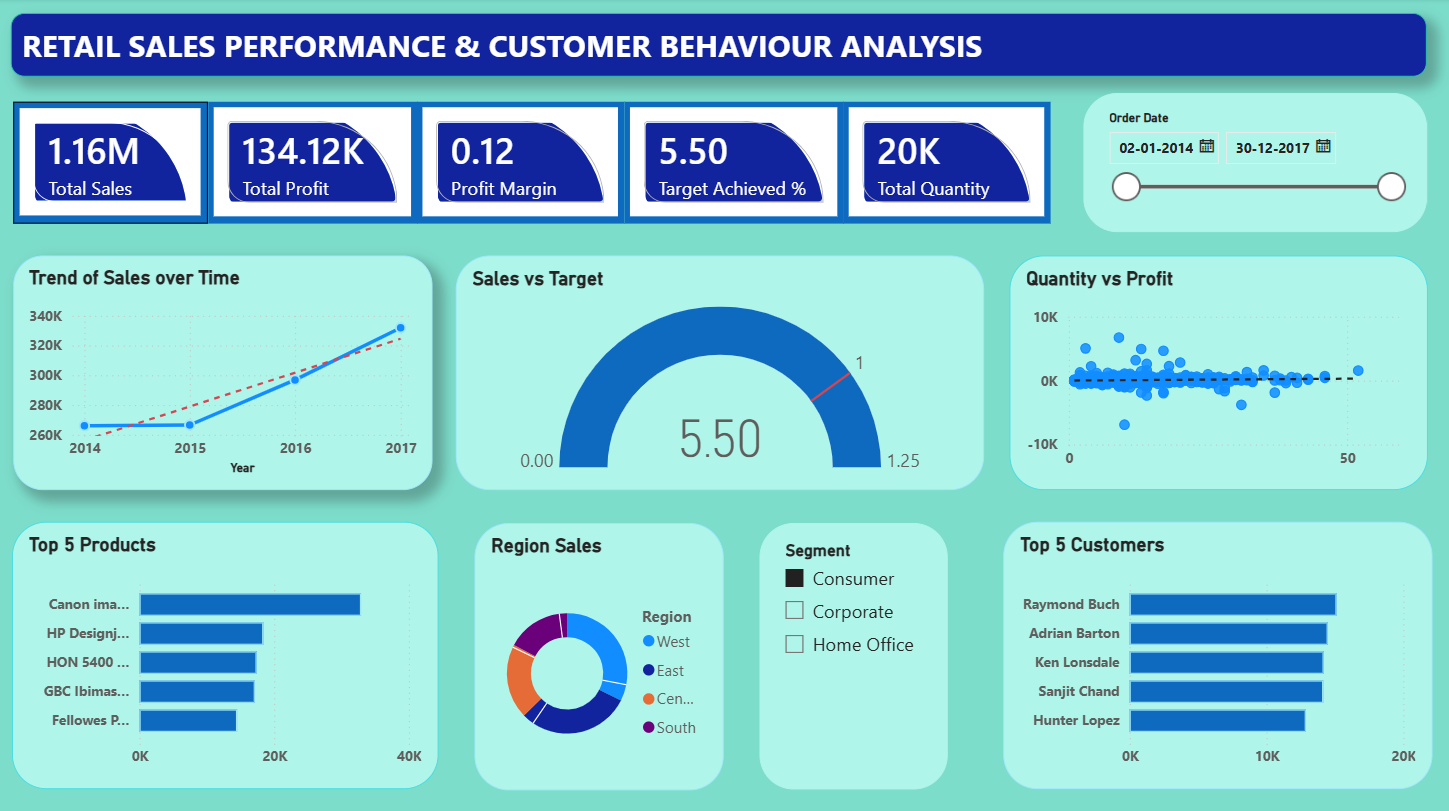 RETAIL SALES PERFORMANCE & CUSTOMER BEHAVIOUR ANALYSIS
1.16M
Total Sales
134.12K
Total Profit
0.12
Profit Margin
5.50
Target Achieved %
20K
Total Quantity
Order Date
02-01-2014
30-12-2017
Trend of Sales over Time
340K
320K
300K
280K
260K
2014 2015 2016 2017
Year
Sales vs Target
1
5.50
0.00
1.25
Quantity vs Profit
10K
0K
-10K
0 50
Top 5 Products
Canon ima...
HP Designj...
HON 5400 ...
GBC Ibimas...
Fellowes P...
0K 20K 40K
Region Sales
Region
West
East
Cen...
South
Segment
Consumer
Corporate
Home Office
Top 5 Customers
Raymond Buch
Adrian Barton
Ken Lonsdale
Sanjit Chand
Hunter Lopez
0K 10K 20K